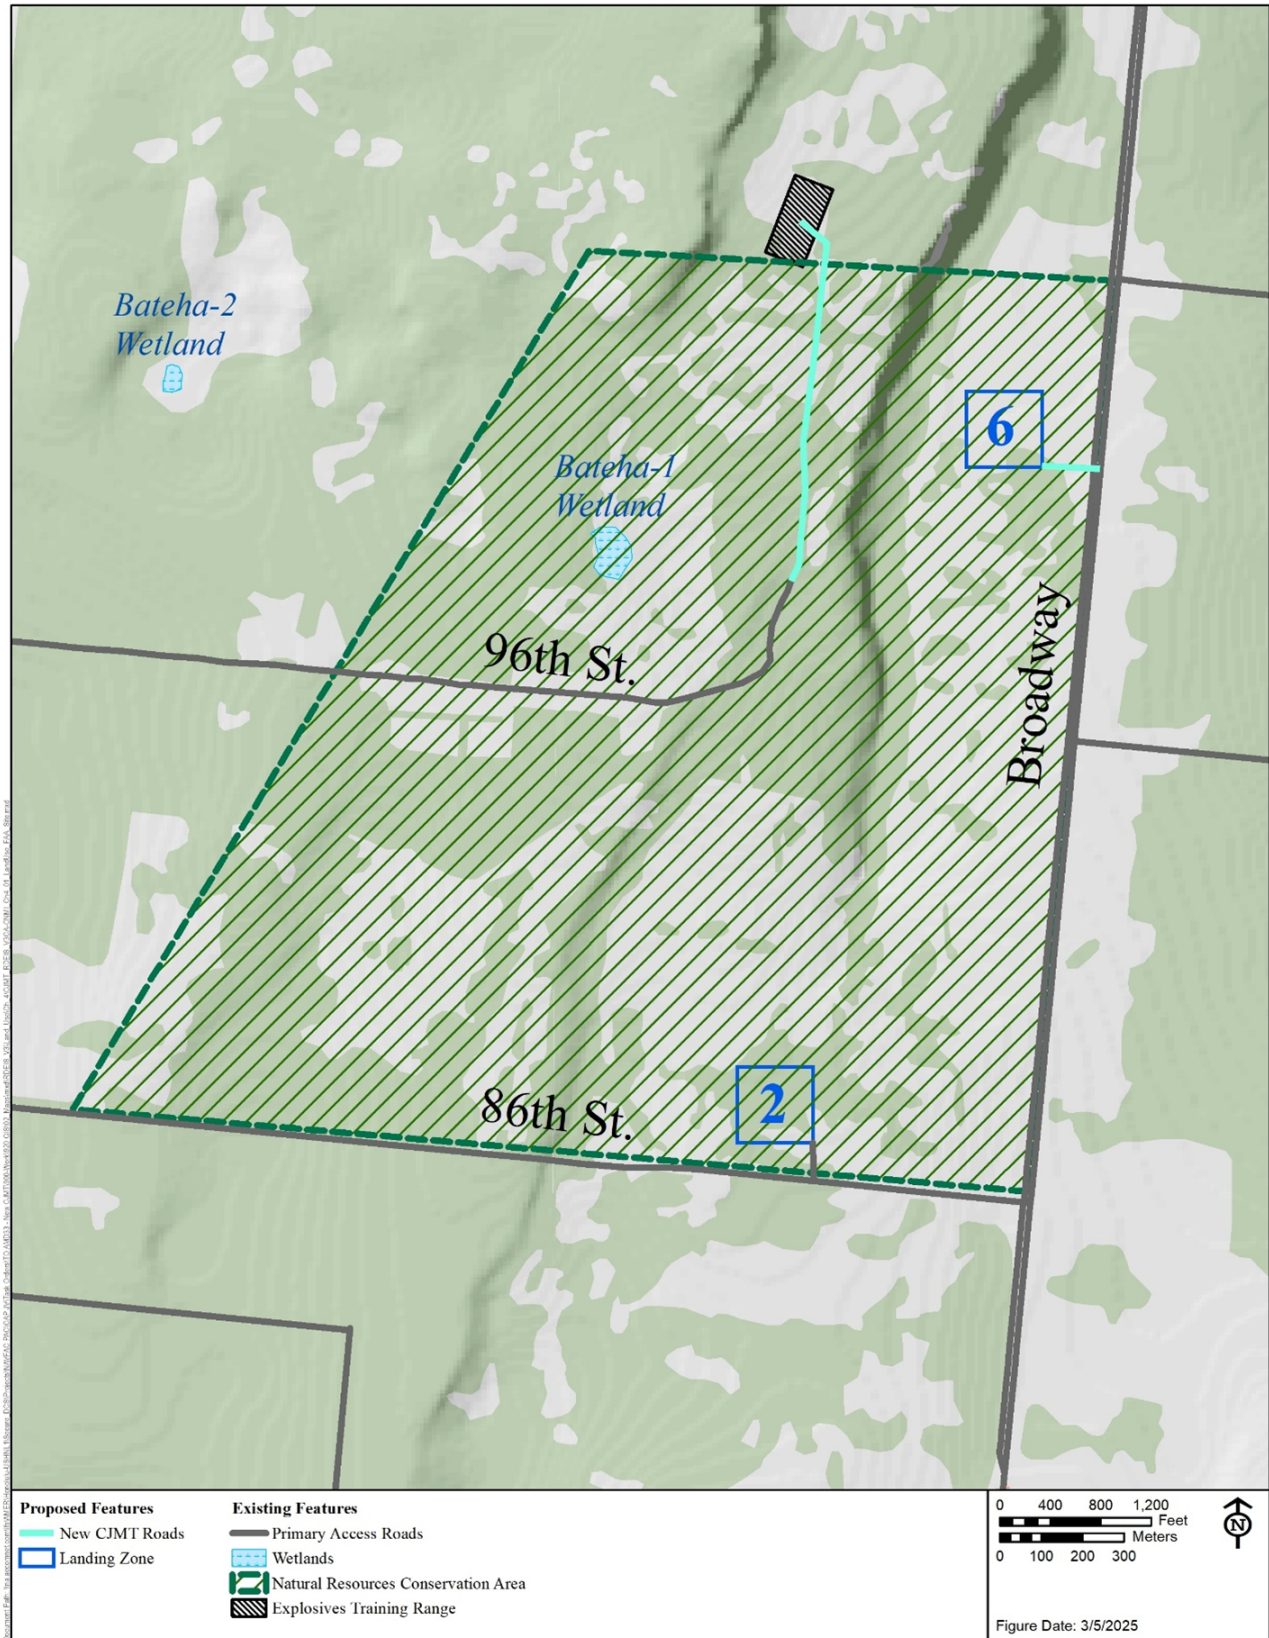 Bateha-2
Wetland
6
Bateha-1
Wetland
96th St.
Broadway
86th St.
2
Proposed Features
New CJMT Roads
Landing Zone
Existing Features
Primary Access Roads
Wetlands
Natural Resources Conservation Area
Explosives Training Range
0 400 800 1,200
Feet
Meters
0 100 200 300
N
Figure Date: 3/5/2025